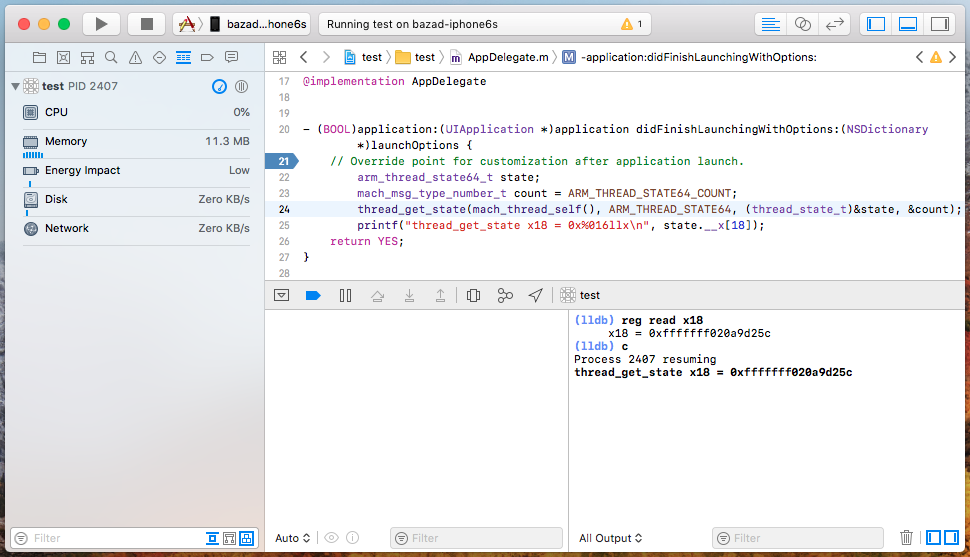 bazad...hone6s
Running test on bazad-iphone6s
1
test
test
AppDelegate.m
M
-application:didFinishLaunchingWithOptions:
test PID 2407
CPU
0%
Memory
11.3 MB
Energy Impact
Low
Disk
Zero KB/s
Network
Zero KB/s
17 @implementation AppDelegate
18
19
20 - (BOOL)application:(UIApplication *)application didFinishLaunchingWithOptions:(NSDictionary
*)launchOptions {
21 // Override point for customization after application launch.
22 arm_thread_state64_t state;
23 mach_msg_type_number_t count = ARM_THREAD_STATE64_COUNT;
24 thread_get_state(mach_thread_self(), ARM_THREAD_STATE64, (thread_state_t)&state, &count);
25 printf("thread_get_state x18 = 0x%016llx\n", state.__x[18]);
26 return YES;
27 }
28
test
(lldb) reg read x18
x18 = 0xfffffff020a9d25c
(lldb) c
Process 2407 resuming
thread_get_state x18 = 0xfffffff020a9d25c
Filter
Auto
Filter
All Output
Filter